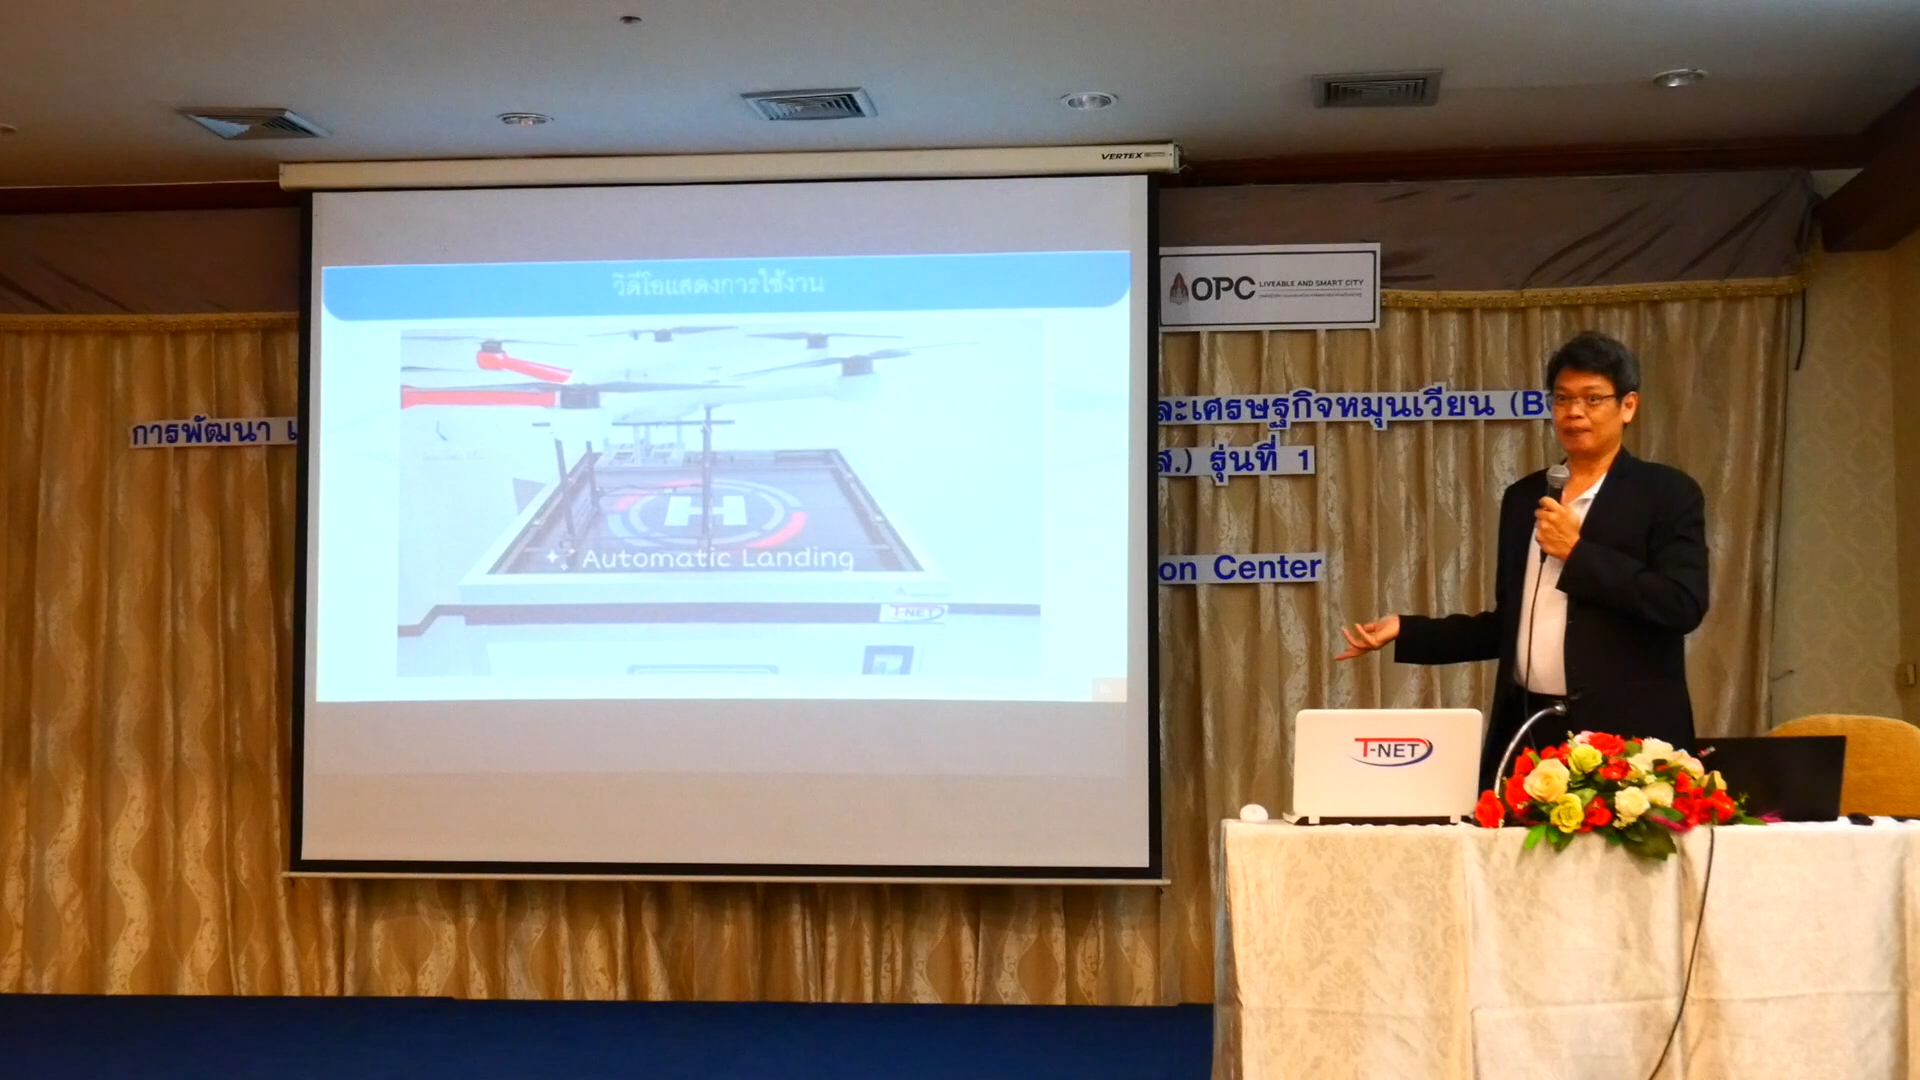 VERTEX
วิดีโอแสดงการใช้งาน
OPC LIVEABLE AND SMART CITY
การพัฒนา
ละเศรษฐกิจหมุนเวียน (B
ส.) รุ่นที่ 1
Automatic Landing
on Center
T-NET
T-NET